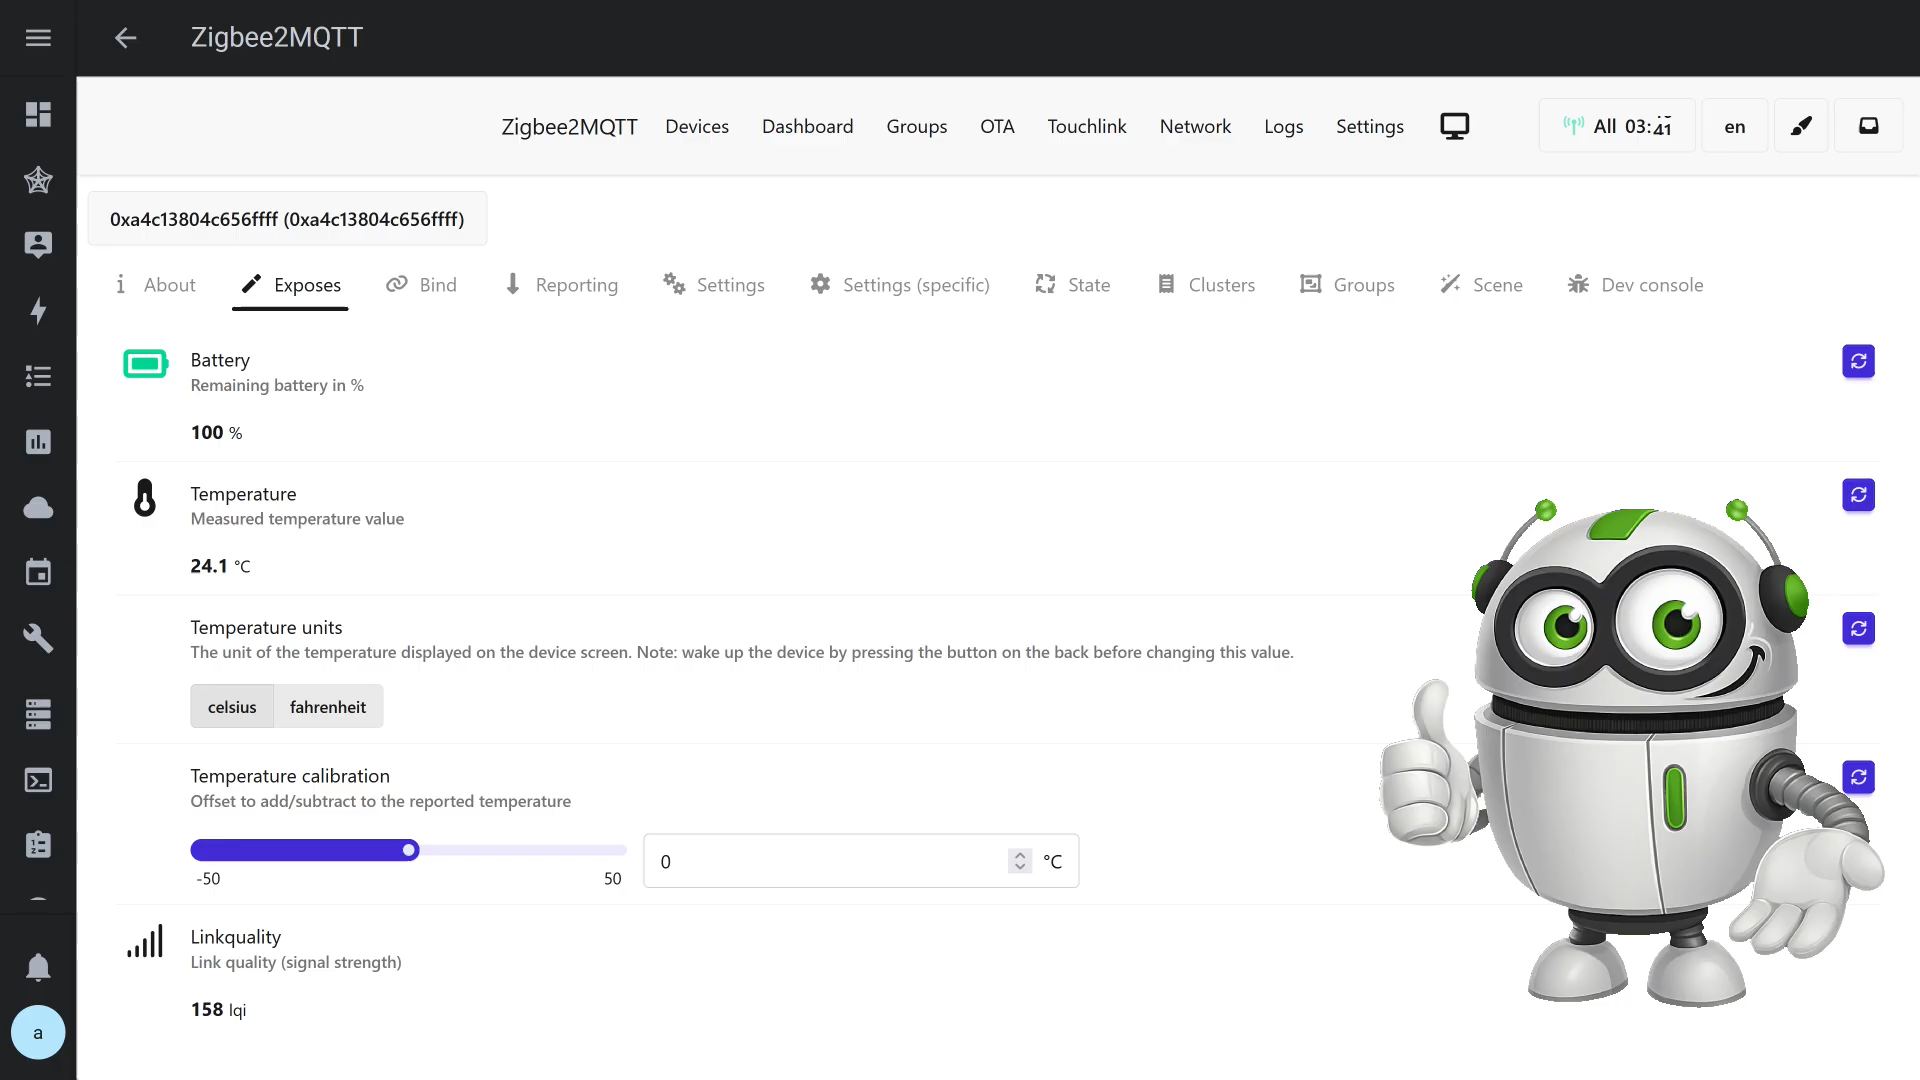 Zigbee2MQTT
Zigbee2MQTT Devices Dashboard Groups OTA Touchlink Network Logs Settings All 03: en
0xa4c13804c656ffff (0xa4c13804c656ffff)
About Exposes Bind Reporting Settings Settings (specific) State Clusters Groups Scene Dev console
Battery
Remaining battery in %
100 %
Temperature
Measured temperature value
24.1 °C
Temperature units
The unit of the temperature displayed on the device screen. Note: wake up the device by pressing the button on the back before changing this value.
celsius fahrenheit
Temperature calibration
Offset to add/subtract to the reported temperature
0 °C
-50 50
Linkquality
Link quality (signal strength)
158 lqi
a